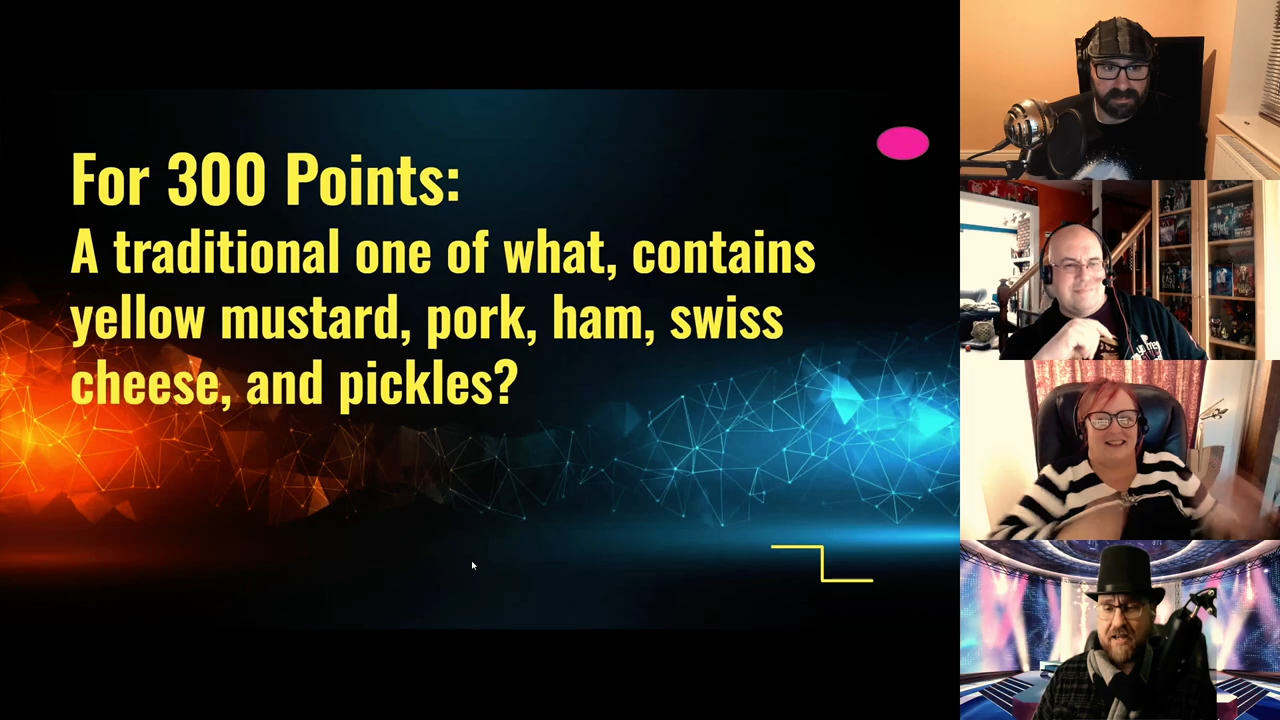 For 300 Points:
A traditional one of what, contains
yellow mustard, pork, ham, swiss
cheese, and pickles?